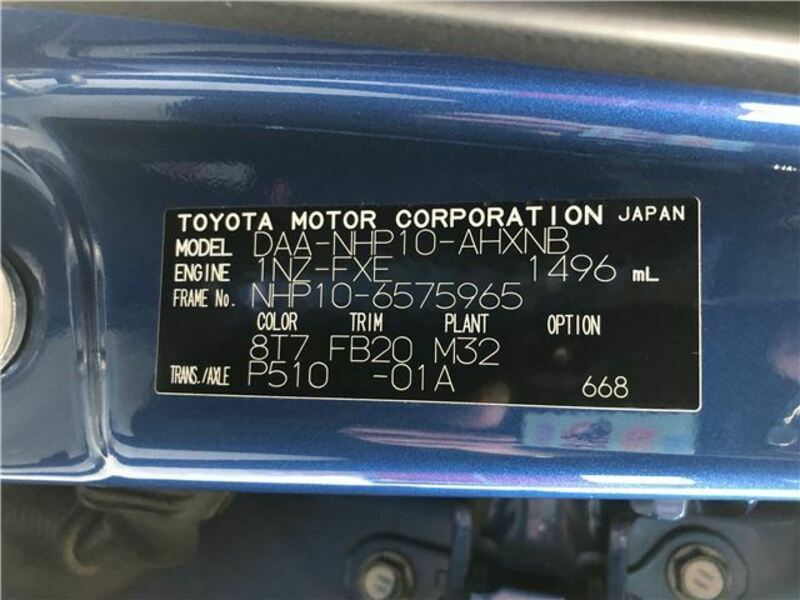 TOYOTA MOTOR CORPORATION JAPAN
MODEL DAA-NHP10-AHXNB
ENGINE 1NZ-FXE 1496 mL
FRAME No. NHP10-6575965
COLOR TRIM PLANT OPTION
8T7 FB20 M32
TRANS./AXLE P510 -01A 668